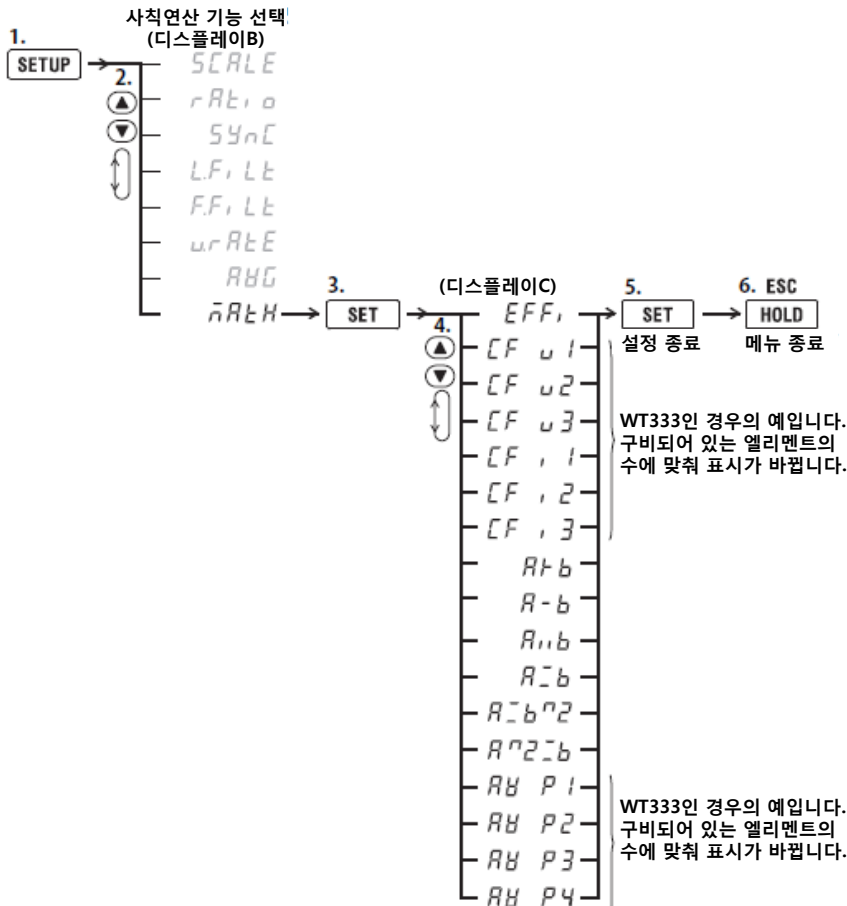 사칙연산 기능 선택
(디스플레이B)
1.
SETUP
2.
SCALE
rAtio
SYnC
L.FiLt
F.FiLt
u.rAtE
AVG
MAtH
3.
SET
(디스플레이C)
4.
EFFi
CF u1
CF u2
CF u3
CF i1
CF i2
CF i3
A+b
A-b
5.
SET
설정 종료
6. ESC
HOLD
메뉴 종료
WT333인 경우의 예입니다.
구비되어 있는 엘리멘트의
수에 맞춰 표시가 바뀝니다.
AV P1
AV P2
AV P3
AV P4
WT333인 경우의 예입니다.
구비되어 있는 엘리멘트의
수에 맞춰 표시가 바뀝니다.